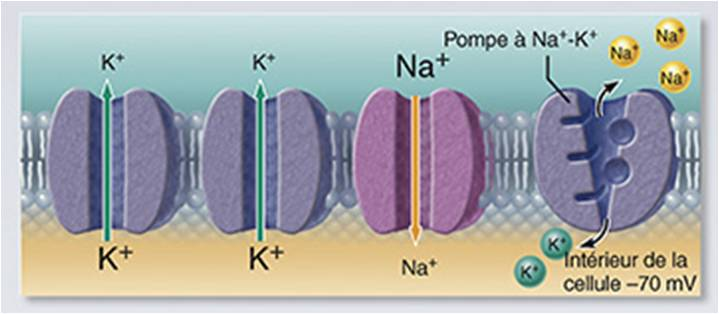 Pompe à Na⁺-K⁺
Na⁺
Na⁺
Na⁺
K⁺
K⁺
Na⁺
K⁺
K⁺
Na⁺
K⁺
K⁺
Intérieur de la
cellule –70 mV